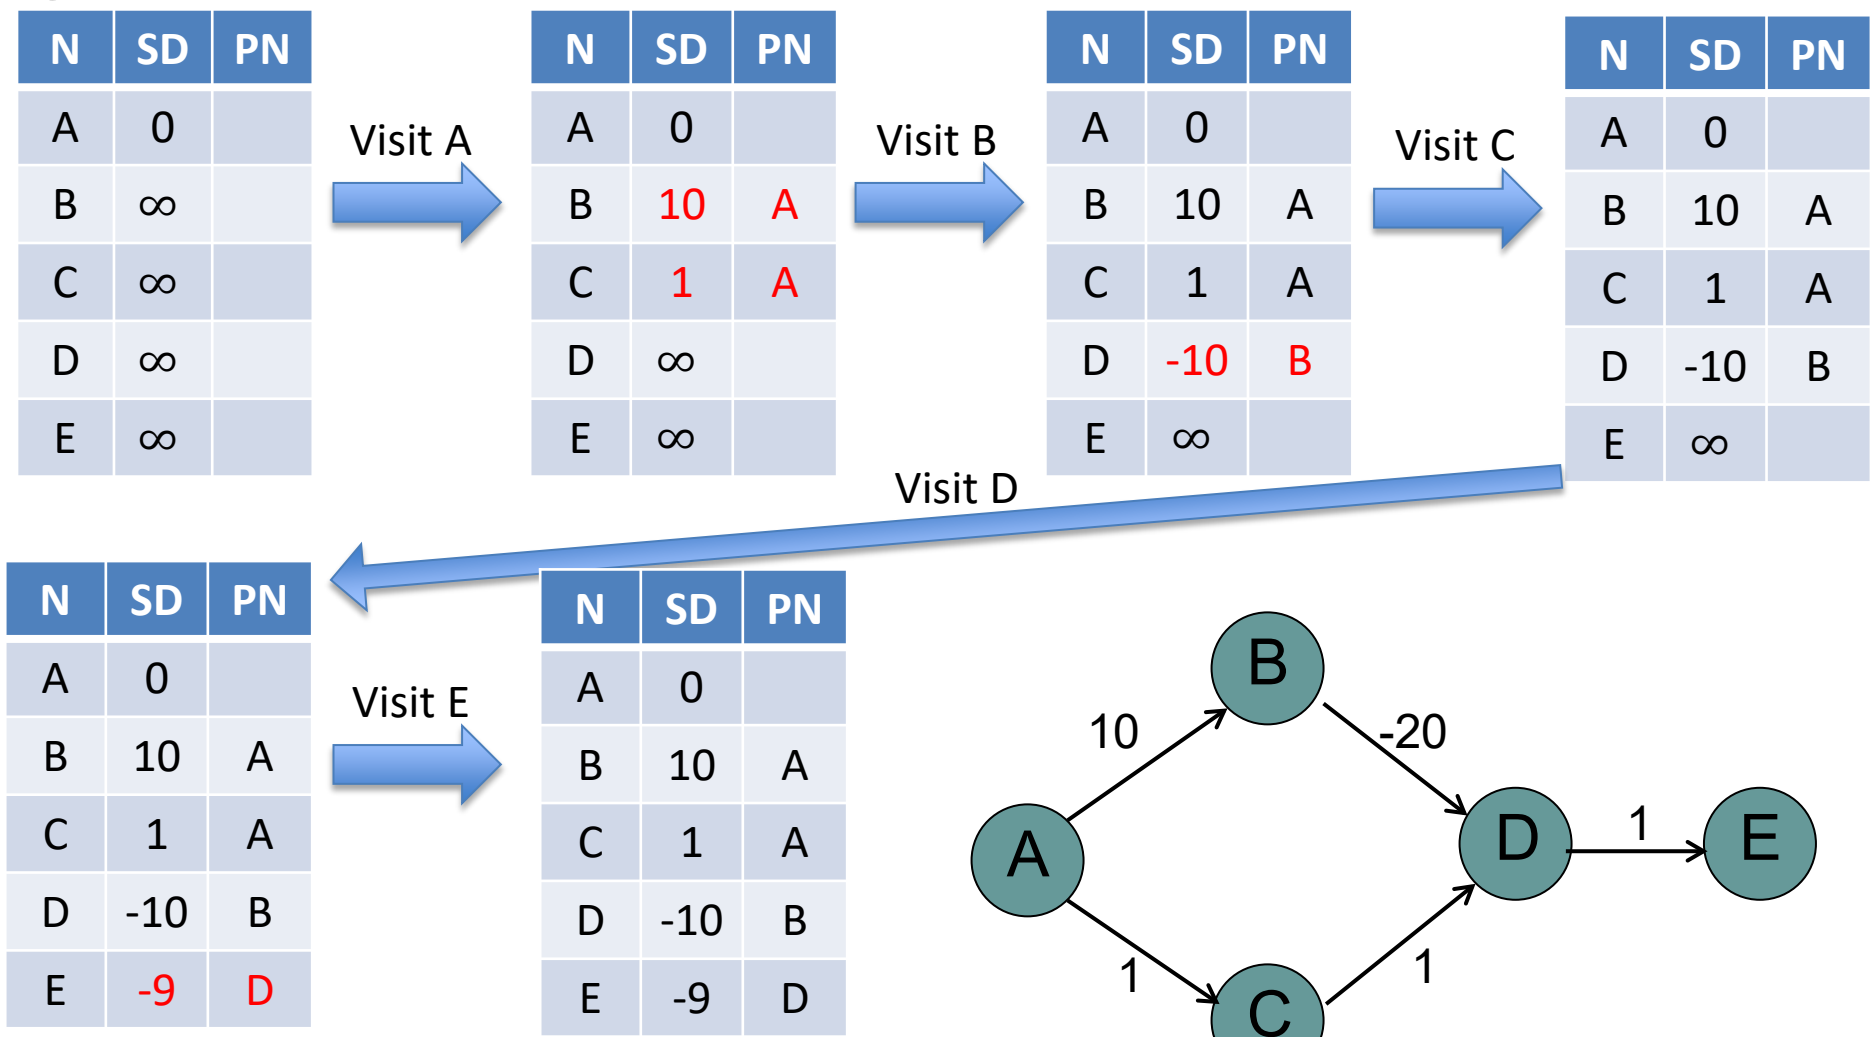 N SD PN
A 0
B ∞
C ∞
D ∞
E ∞
Visit A
N SD PN
A 0
B 10 A
C 1 A
D ∞
E ∞
Visit B
N SD PN
A 0
B 10 A
C 1 A
D -10 B
E ∞
Visit C
N SD PN
A 0
B 10 A
C 1 A
D -10 B
E ∞
Visit D
N SD PN
A 0
B 10 A
C 1 A
D -10 B
E -9 D
Visit E
N SD PN
A 0
B 10 A
C 1 A
D -10 B
E -9 D
B
10
-20
A
D
1
E
1
1
C